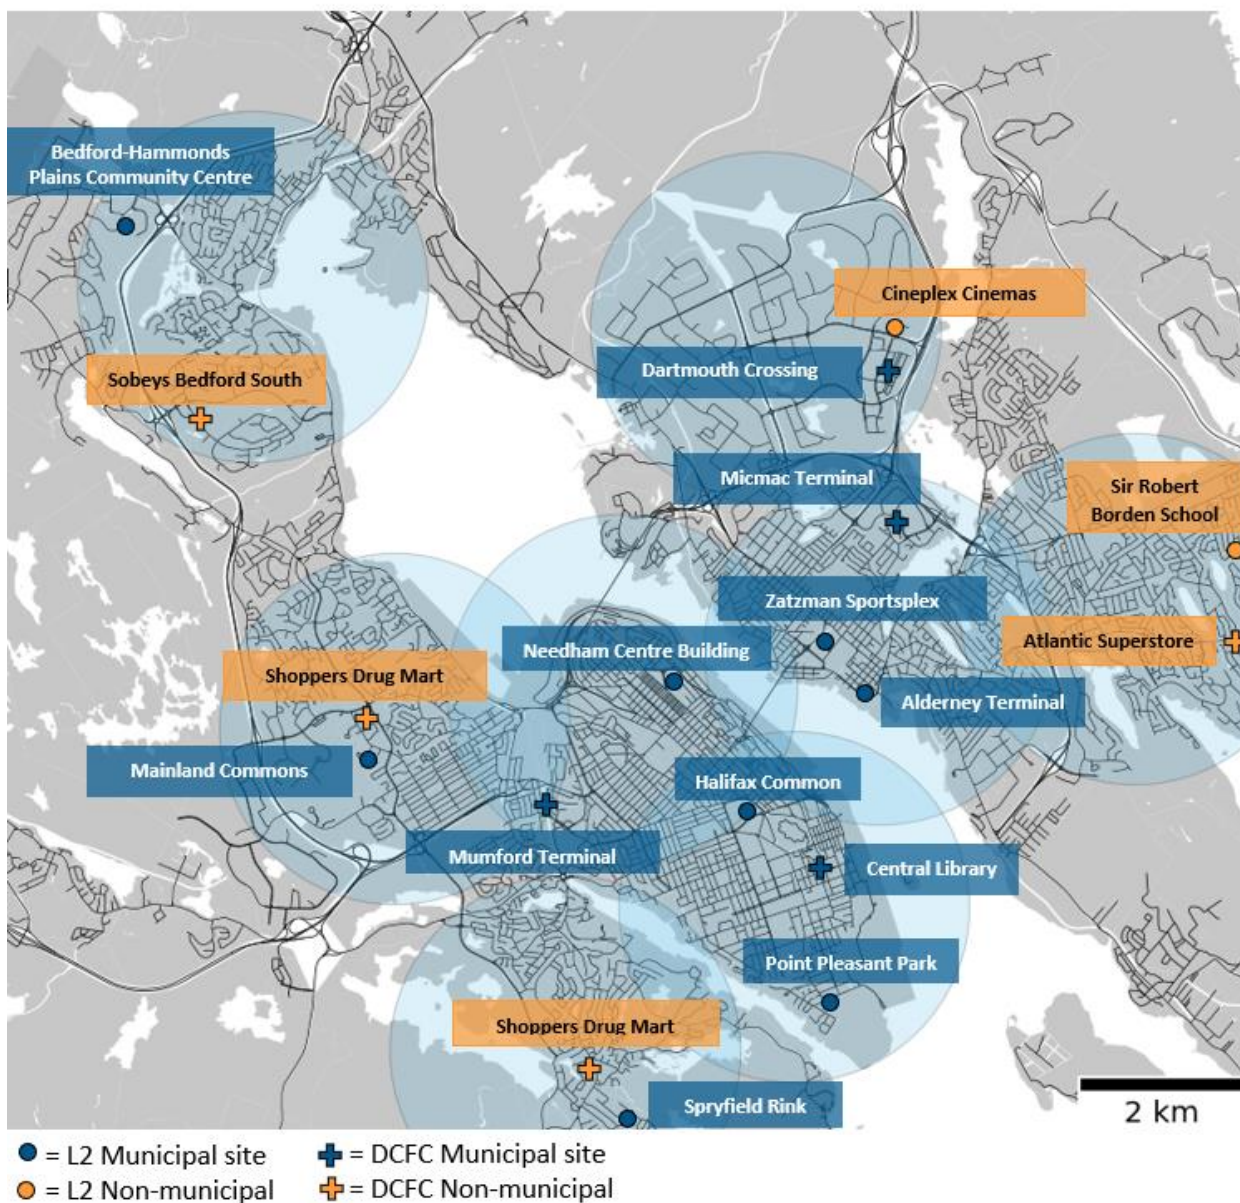 Bedford-Hammonds
Plains Community Centre
Cineplex Cinemas
Sobeys Bedford South
Dartmouth Crossing
Micmac Terminal
Sir Robert
Borden School
Zatzman Sportsplex
Needham Centre Building
Atlantic Superstore
Shoppers Drug Mart
Alderney Terminal
Mainland Commons
Halifax Common
Mumford Terminal
Central Library
Point Pleasant Park
Shoppers Drug Mart
Spryfield Rink
2 km
= L2 Municipal site
= DCFC Municipal site
= L2 Non-municipal
= DCFC Non-municipal